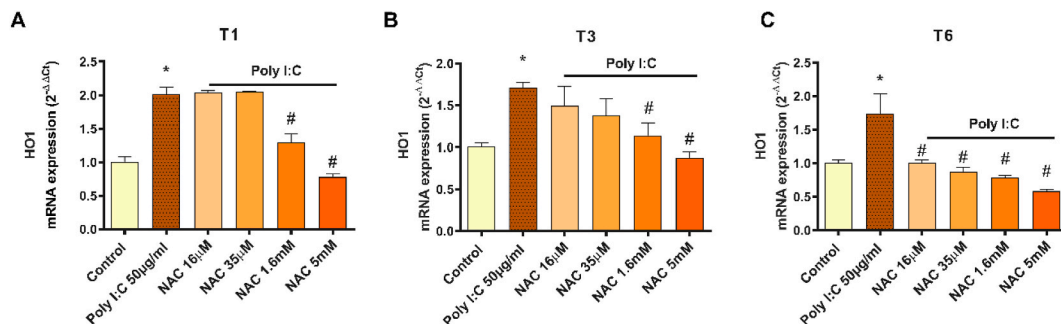 A
T1
HO1
mRNA expression (2-ΔΔCt)
2.5
2.0
1.5
1.0
0.5
0.0
*
Poly I:C
#
#
Control
Poly I:C 50μg/ml
NAC 16μM
NAC 35μM
NAC 1.6mM
NAC 5mM
B
T3
HO1
mRNA expression (2-ΔΔCt)
2.0
1.5
1.0
0.5
0.0
*
Poly I:C
#
#
Control
Poly I:C 50μg/ml
NAC 16μM
NAC 35μM
NAC 1.6mM
NAC 5mM
C
T6
HO1
mRNA expression (2-ΔΔCt)
2.5
2.0
1.5
1.0
0.5
0.0
*
Poly I:C
#
#
#
#
Control
Poly I:C 50μg/ml
NAC 16μM
NAC 35μM
NAC 1.6mM
NAC 5mM